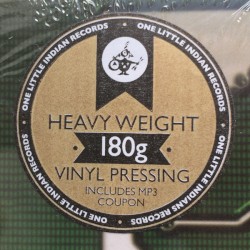 ONE LITTLE INDIAN RECORDS · ONE LITTLE INDIAN RECORDS · ONE LITTLE INDIANS RECORDS · ONE LITTLE INDIAN RECORDS ·
HEAVY WEIGHT
180g
VINYL PRESSING
INCLUDES MP3
COUPON